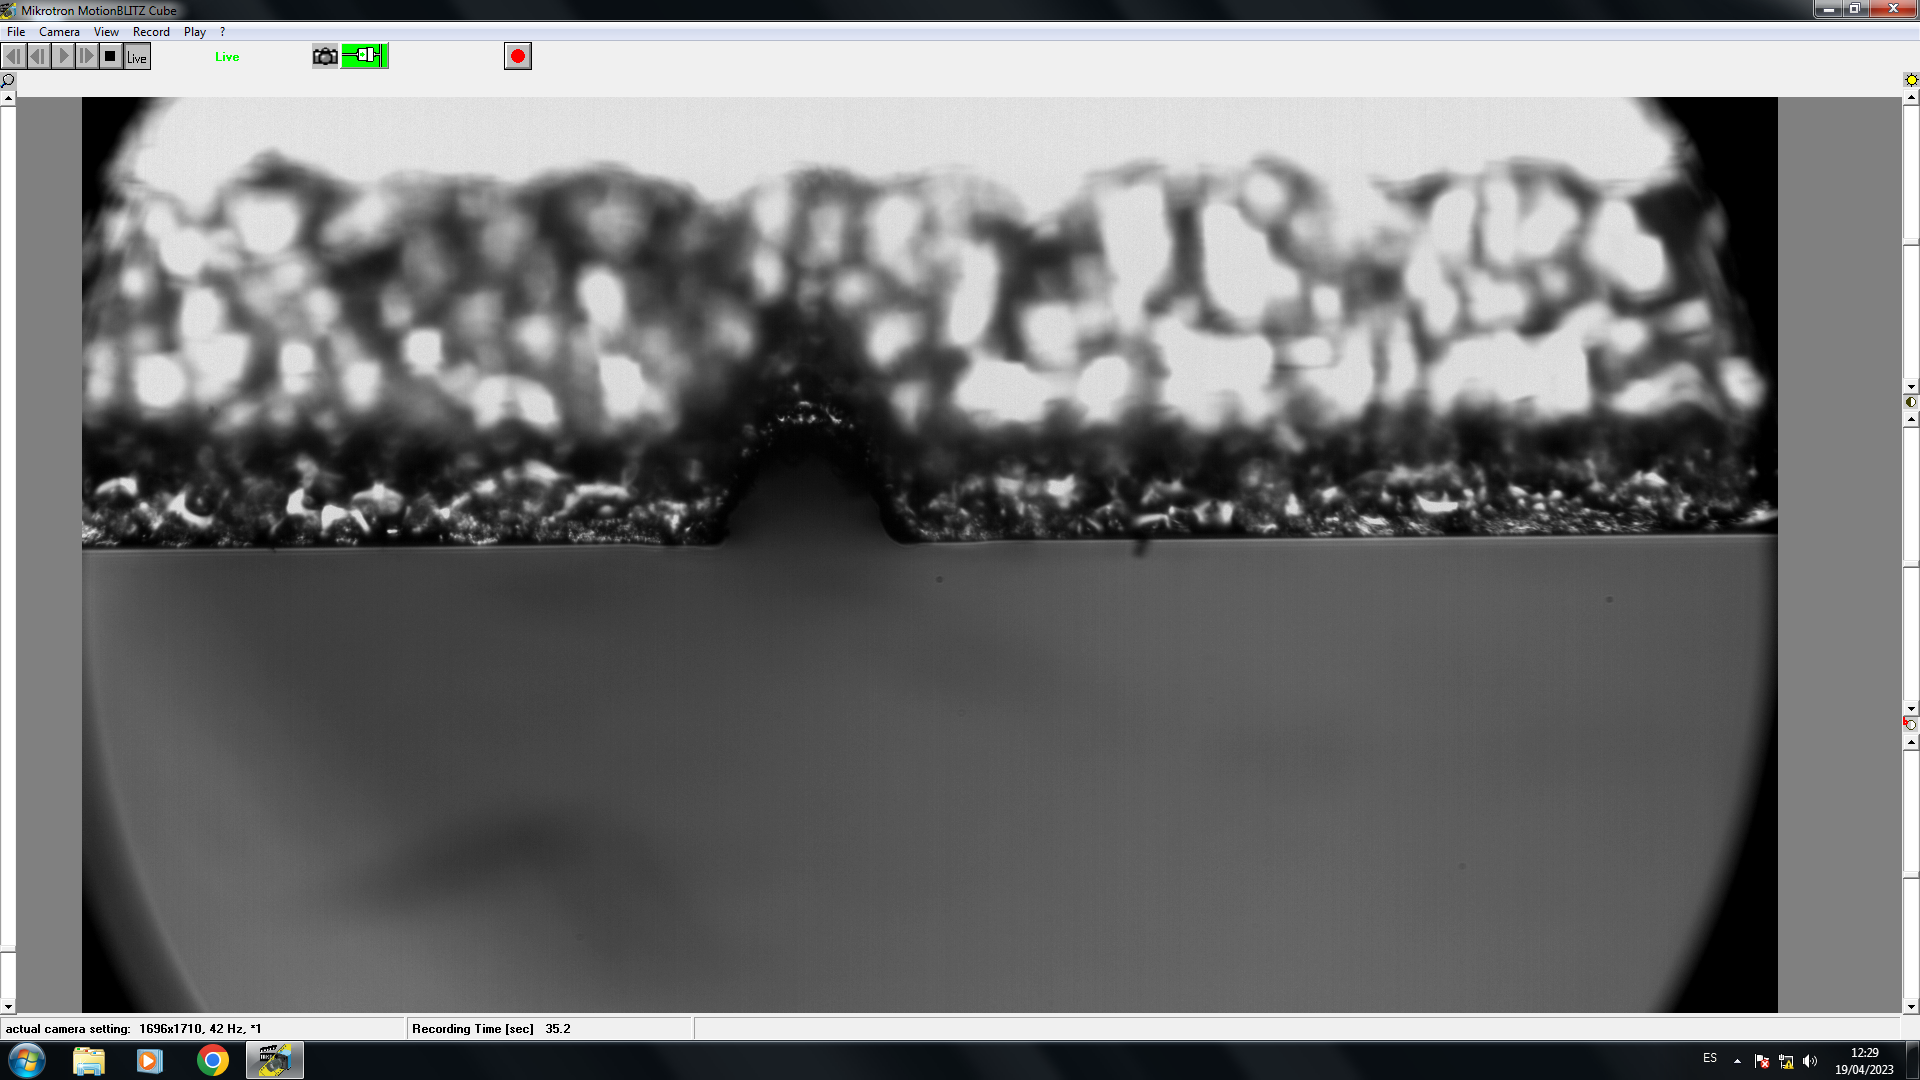 Mikrotron MotionBLITZ Cube
File Camera View Record Play ?
Live Live
actual camera setting: 1696x1710, 42 Hz, *1 Recording Time [sec] 35.2
ES 12:29
19/04/2023